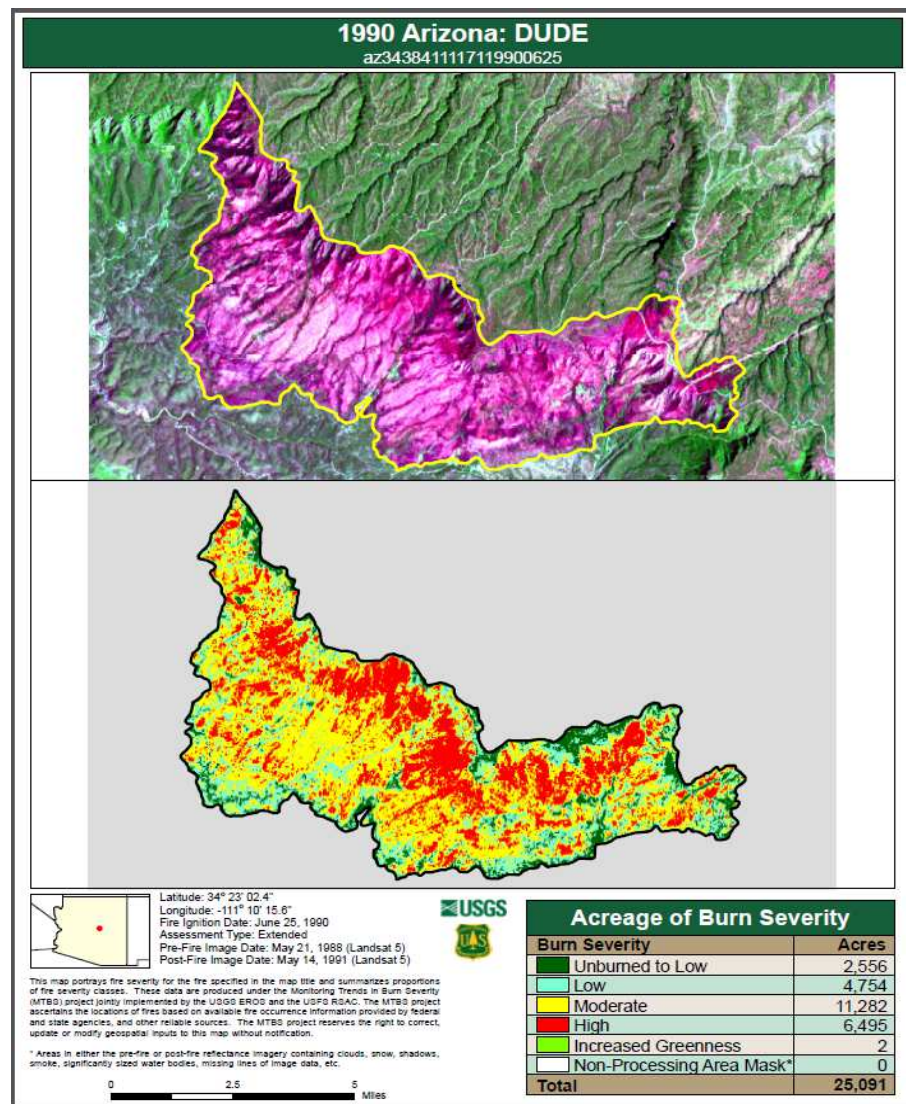 1990 Arizona: DUDE
az3438411117119900625
Latitude: 34° 23' 02.4"
Longitude: -111° 10' 15.6"
Fire Ignition Date: June 25, 1990
Assessment Type: Extended
Pre-Fire Image Date: May 21, 1988 (Landsat 5)
Post-Fire Image Date: May 14, 1991 (Landsat 5)
USGS
UAS
This map portrays fire severity for the fire specified in the map title and summarizes proportions
of fire severity classes. These data are produced under the Monitoring Trends in Burn Severity
(MTBS) project jointly implemented by the USGS EROS and the USFS RSAC. The MTBS project
ascertains the locations of fires based on available fire occurrence information provided by federal
and state agencies, and other reliable sources. The MTBS project reserves the right to correct,
update or modify geospatial inputs to this map without notification.
* Areas in either the pre-fire or post-fire reflectance imagery containing clouds, snow, shadows,
smoke, significantly sized water bodies, missing lines of image data, etc.
0 2.5 5
Miles
Acreage of Burn Severity
Burn Severity Acres
Unburned to Low 2,556
Low 4,754
Moderate 11,282
High 6,495
Increased Greenness 2
Non-Processing Area Mask* 0
Total 25,091